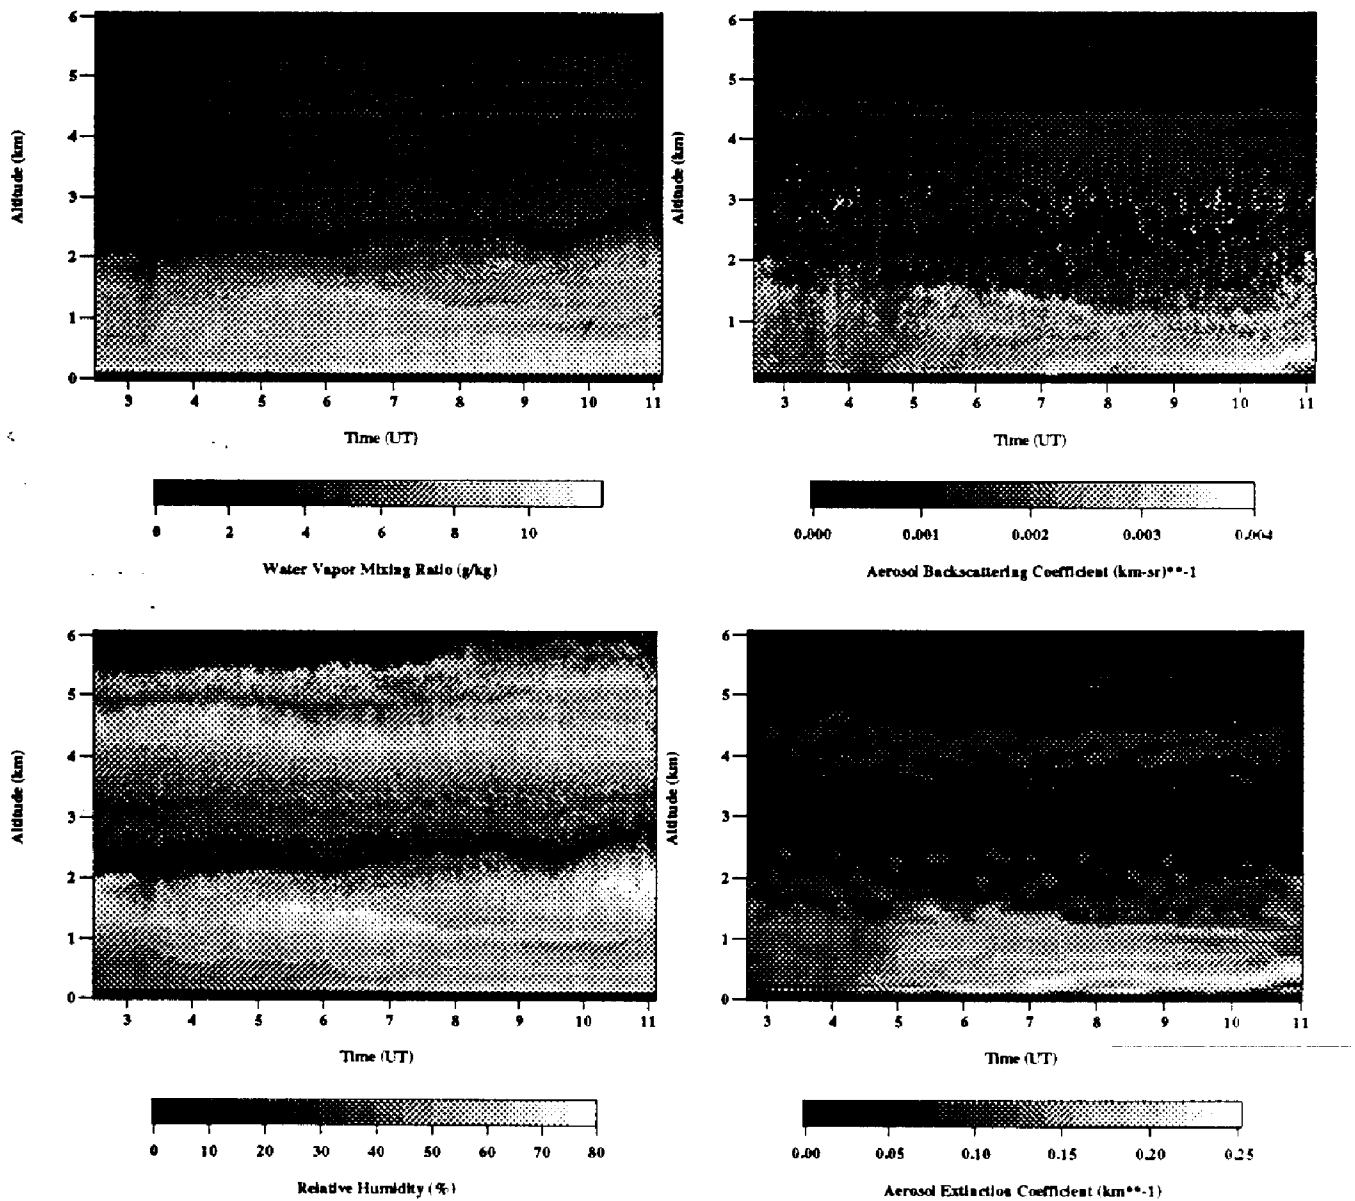 6
5
4
3
2
1
0
Altitude (km)
3 4 5 6 7 8 9 10 11
Time (UT)
0 2 4 6 8 10
Water Vapor Mixing Ratio (g/kg)
6
5
4
3
2
1
Altitude (km)
3 4 5 6 7 8 9 10 11
Time (UT)
0.000 0.001 0.002 0.003 0.004
Aerosol Backscattering Coefficient (km-sr)**-1
6
5
4
3
2
1
0
Altitude (km)
3 4 5 6 7 8 9 10 11
Time (UT)
0 10 20 30 40 50 60 70 80
Relative Humidity (%)
6
5
4
3
2
1
0
Altitude (km)
3 4 5 6 7 8 9 10 11
Time (UT)
0.00 0.05 0.10 0.15 0.20 0.25
Aerosol Extinction Coefficient (km**-1)